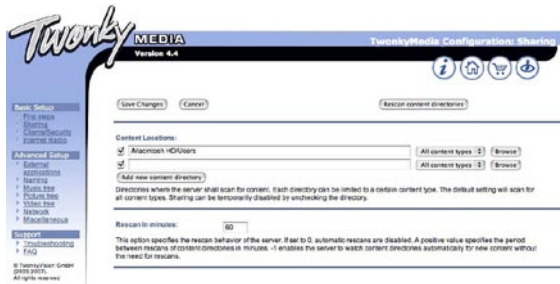 Twonky
MEDIA
Version 4.4
TwonkyMedia Configuration: Sharing
Save Changes
Cancel
Rescan content directories
Basic Setup
First steps
Sharing
Clients/Security
Internet Radio
Advanced Setup
External
applications
Naming
Music tree
Picture tree
Video tree
Network
Miscellaneous
Support
Troubleshooting
FAQ
© TwonkyVision GmbH
(2003-2007).
All rights reserved
Content Locations:
/Macintosh HD/Users
All content types
Browse
All content types
Browse
Add new content directory
Directories where the server shall scan for content. Each directory can be limited to a certain content type. The default setting will scan for
all content types. Sharing can be temporarily disabled by unchecking the directory.
Rescan in minutes:
60
This option specifies the rescan behavior of the server. If set to 0, automatic rescans are disabled. A positive value specifies the period
between rescans of content directories in minutes. -1 enables the server to watch content directories automatically for new content without
the need for rescans.